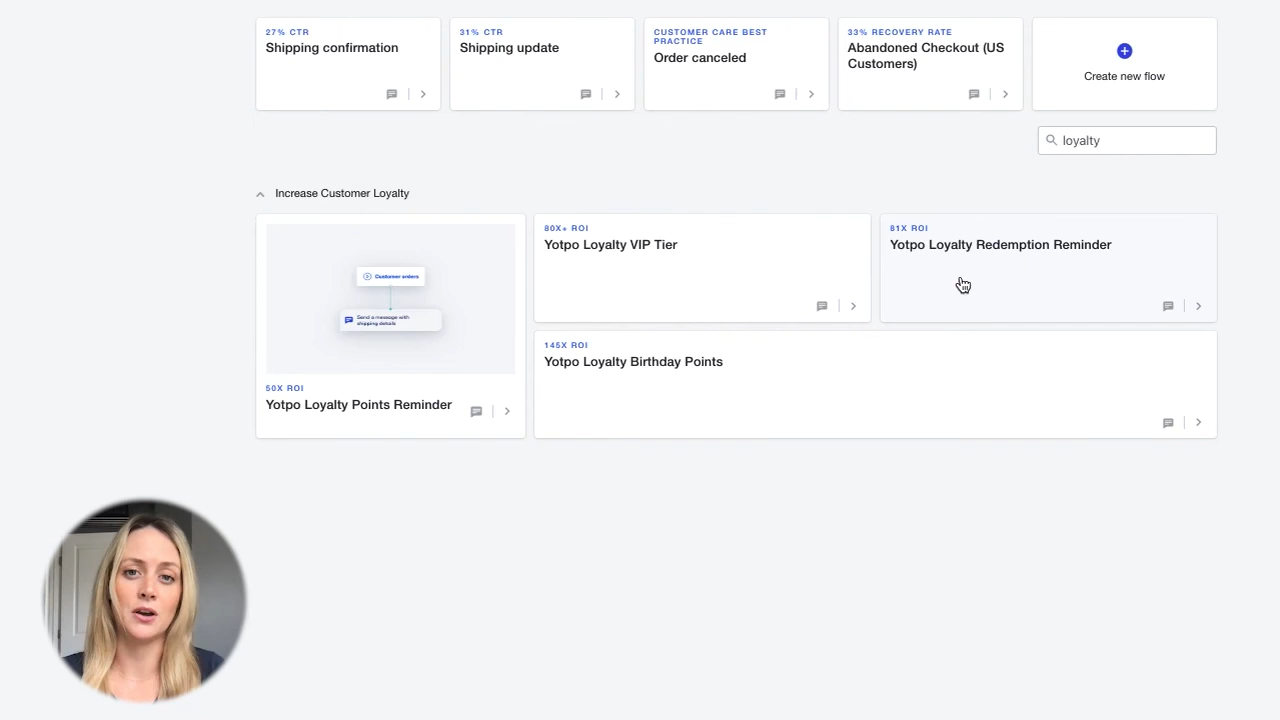 27% CTR
Shipping confirmation
31% CTR
Shipping update
CUSTOMER CARE BEST
PRACTICE
Order canceled
33% RECOVERY RATE
Abandoned Checkout (US
Customers)
Create new flow
loyalty
Increase Customer Loyalty
Customer orders
Send a message with
shipping details
50X ROI
Yotpo Loyalty Points Reminder
80X+ ROI
Yotpo Loyalty VIP Tier
81X ROI
Yotpo Loyalty Redemption Reminder
145X ROI
Yotpo Loyalty Birthday Points